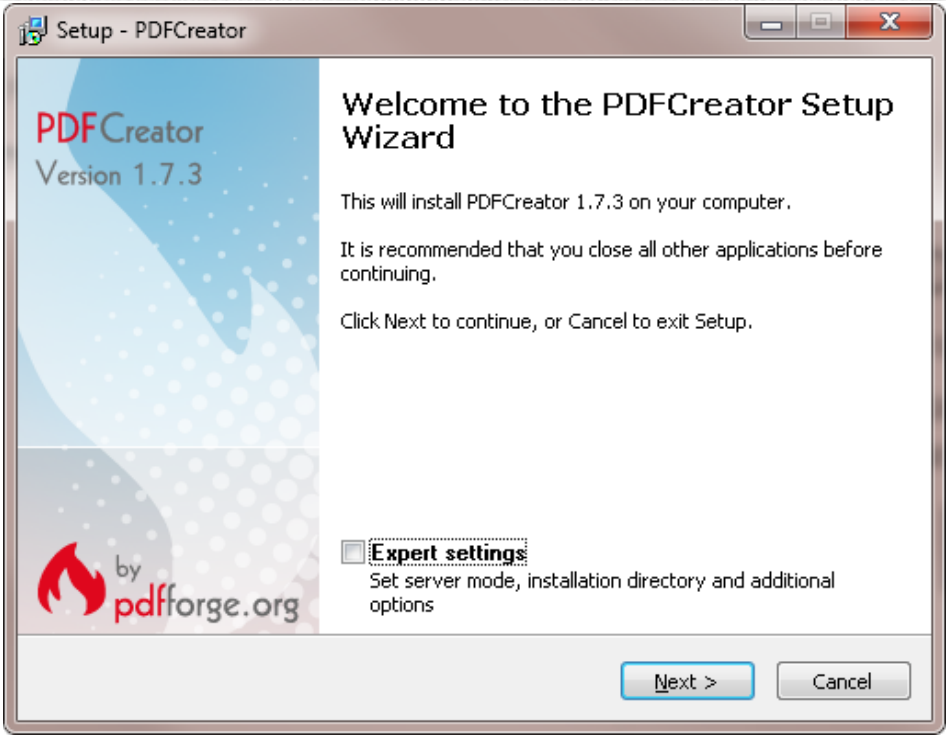 Setup - PDFCreator
PDFCreator
Version 1.7.3
Welcome to the PDFCreator Setup
Wizard
This will install PDFCreator 1.7.3 on your computer.
It is recommended that you close all other applications before
continuing.
Click Next to continue, or Cancel to exit Setup.
Expert settings
Set server mode, installation directory and additional
options
by
pdfforge.org
Next >
Cancel